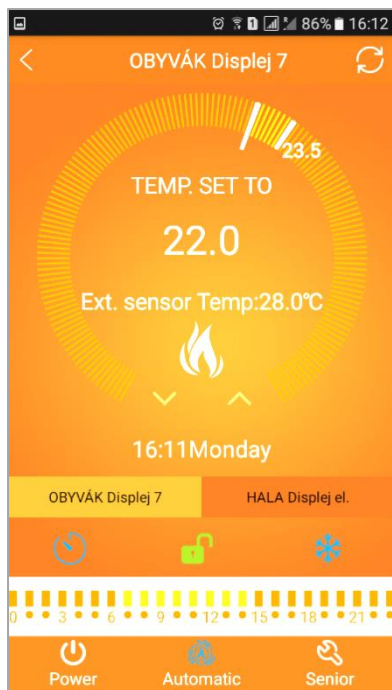 86% 16:12
OBYVÁK Displej 7
23.5
TEMP. SET TO
22.0
Ext. sensor Temp:28.0℃
16:11Monday
OBYVÁK Displej 7 HALA Displej el.
0 3 6 9 12 15 18 21
Power Automatic Senior